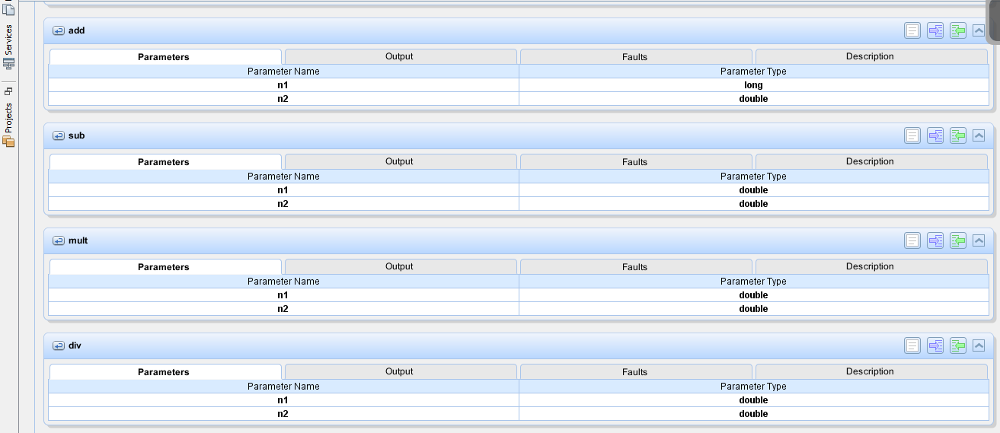 Services
Projects
add
Parameters Output Faults Description
Parameter Name Parameter Type
n1 long
n2 double
sub
Parameters Output Faults Description
Parameter Name Parameter Type
n1 double
n2 double
mult
Parameters Output Faults Description
Parameter Name Parameter Type
n1 double
n2 double
div
Parameters Output Faults Description
Parameter Name Parameter Type
n1 double
n2 double